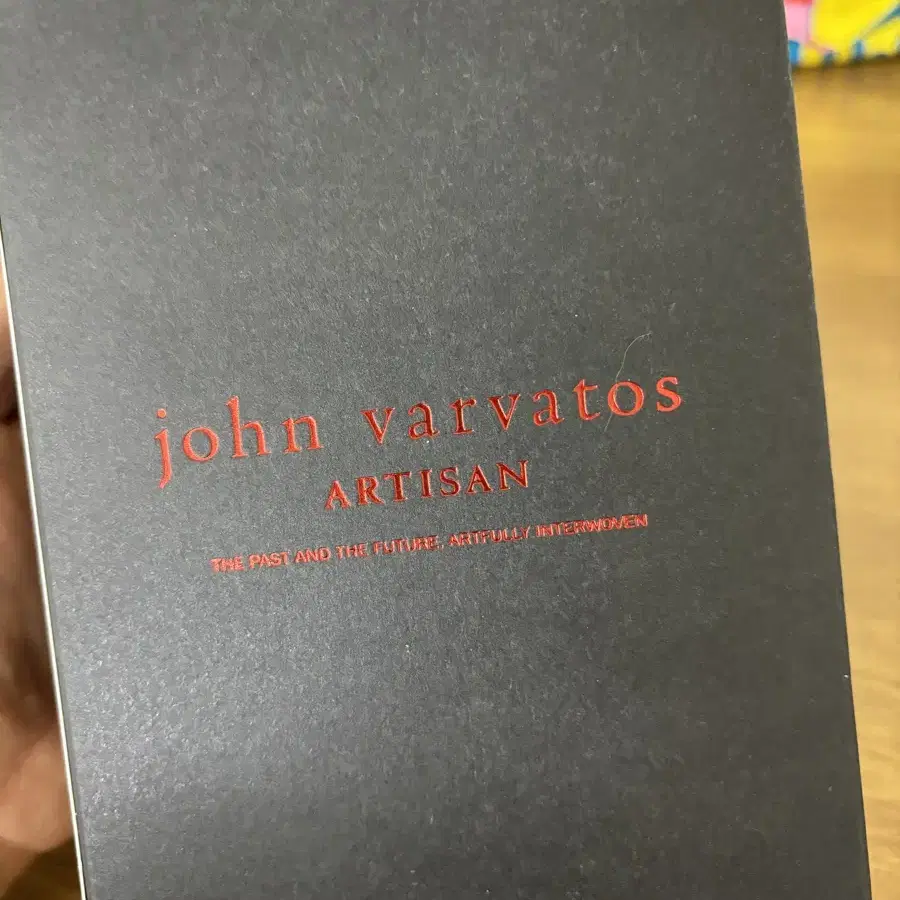 john varvatos
ARTISAN
THE PAST AND THE FUTURE, ARTFULLY INTERWOVEN